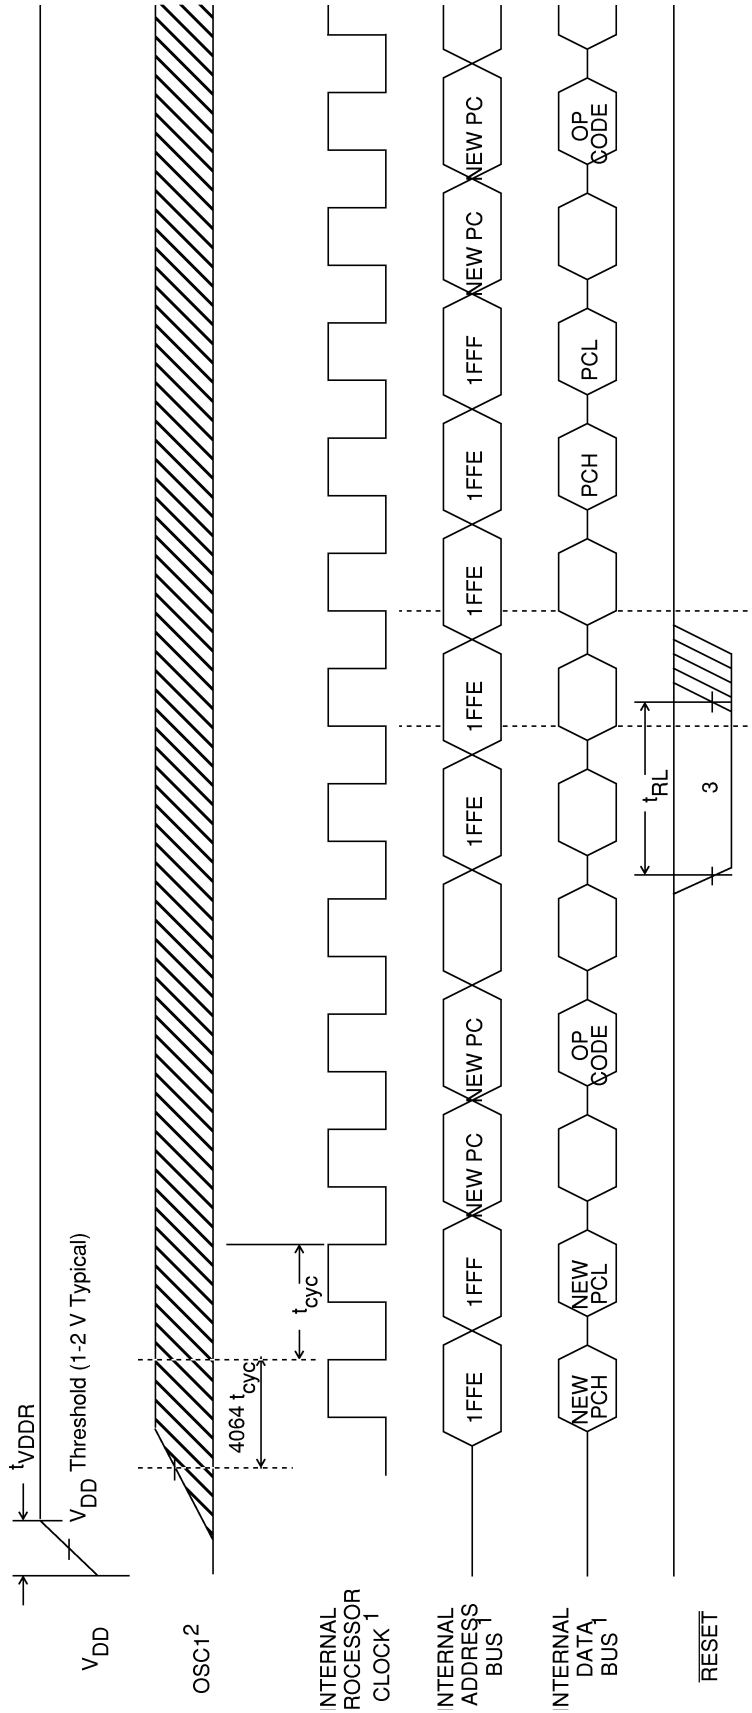 tVDDR
VDD
VDD Threshold (1-2 V Typical)
OSC1²
4064 tcyc
tcyc
INTERNAL
ROCESSOR
CLOCK 1
INTERNAL
ADDRESS
BUS 1
1FFE
1FFF
NEW PC
NEW PC
1FFE
1FFE
1FFE
1FFE
1FFF
NEW PC
NEW PC
INTERNAL
DATA
BUS 1
NEW
PCH
NEW
PCL
OP
CODE
PCH
PCL
OP
CODE
tRL
RESET
3